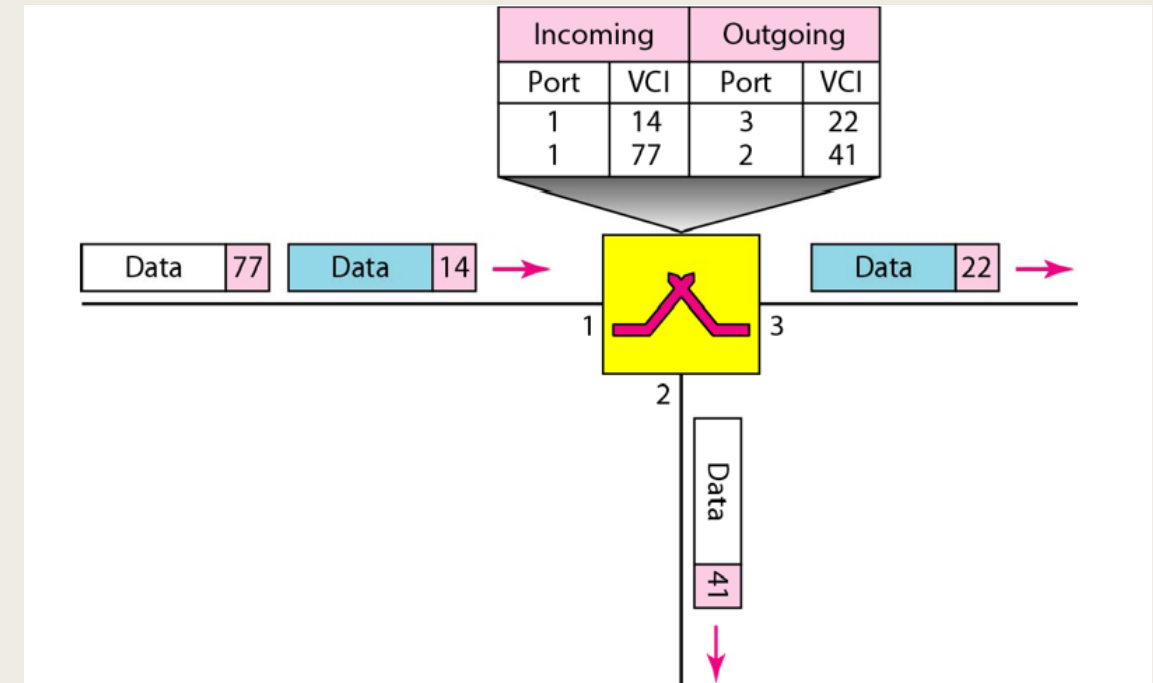 Incoming Outgoing
Port VCI Port VCI
1 14 3 22
1 77 2 41
Data 77 Data 14 Data 22
1 3
2
Data 41